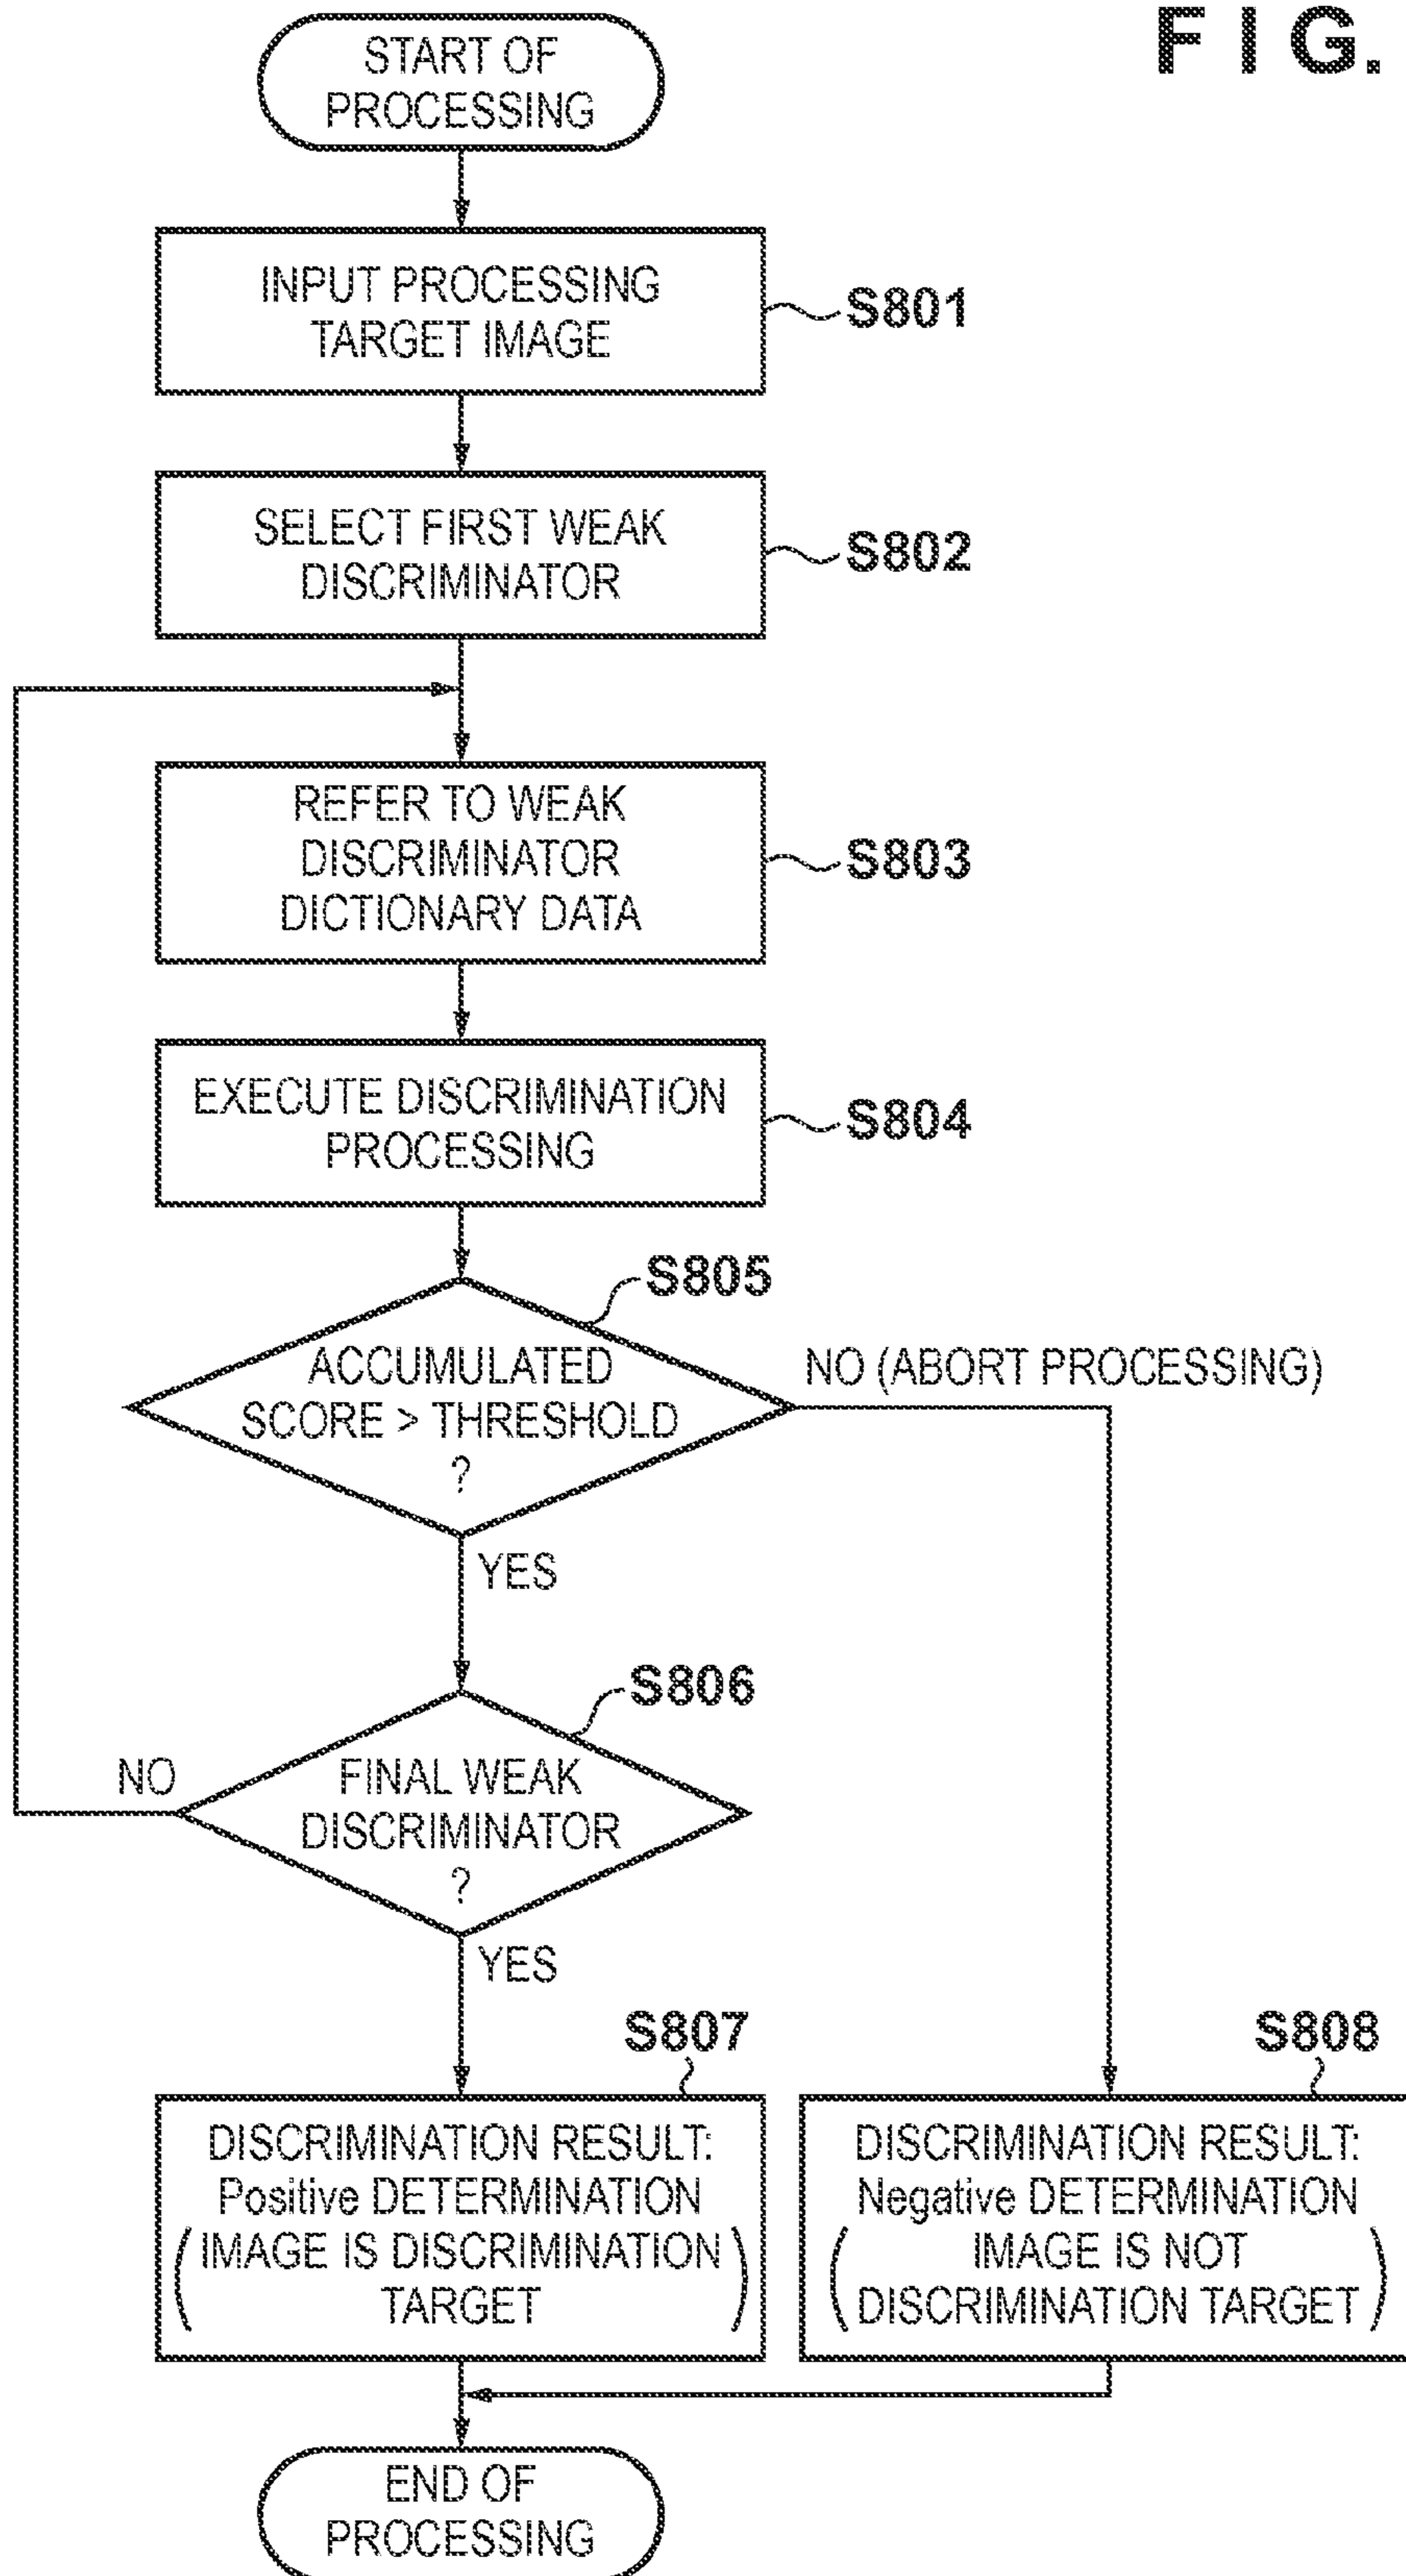 F I G.
START OF
PROCESSING
INPUT PROCESSING
TARGET IMAGE
S801
SELECT FIRST WEAK
DISCRIMINATOR
S802
REFER TO WEAK
DISCRIMINATOR
DICTIONARY DATA
S803
EXECUTE DISCRIMINATION
PROCESSING
S804
S805
ACCUMULATED
SCORE > THRESHOLD
?
NO (ABORT PROCESSING)
YES
S806
NO
FINAL WEAK
DISCRIMINATOR
?
YES
S807
DISCRIMINATION RESULT:
Positive DETERMINATION
(IMAGE IS DISCRIMINATION
TARGET)
S808
DISCRIMINATION RESULT:
Negative DETERMINATION
(IMAGE IS NOT
DISCRIMINATION TARGET)
END OF
PROCESSING